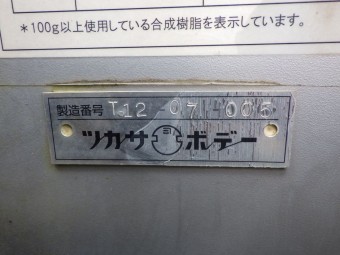 *100g以上使用している合成樹脂を表示しています。
製造番号 T12-07-005
ツカサ ボデー